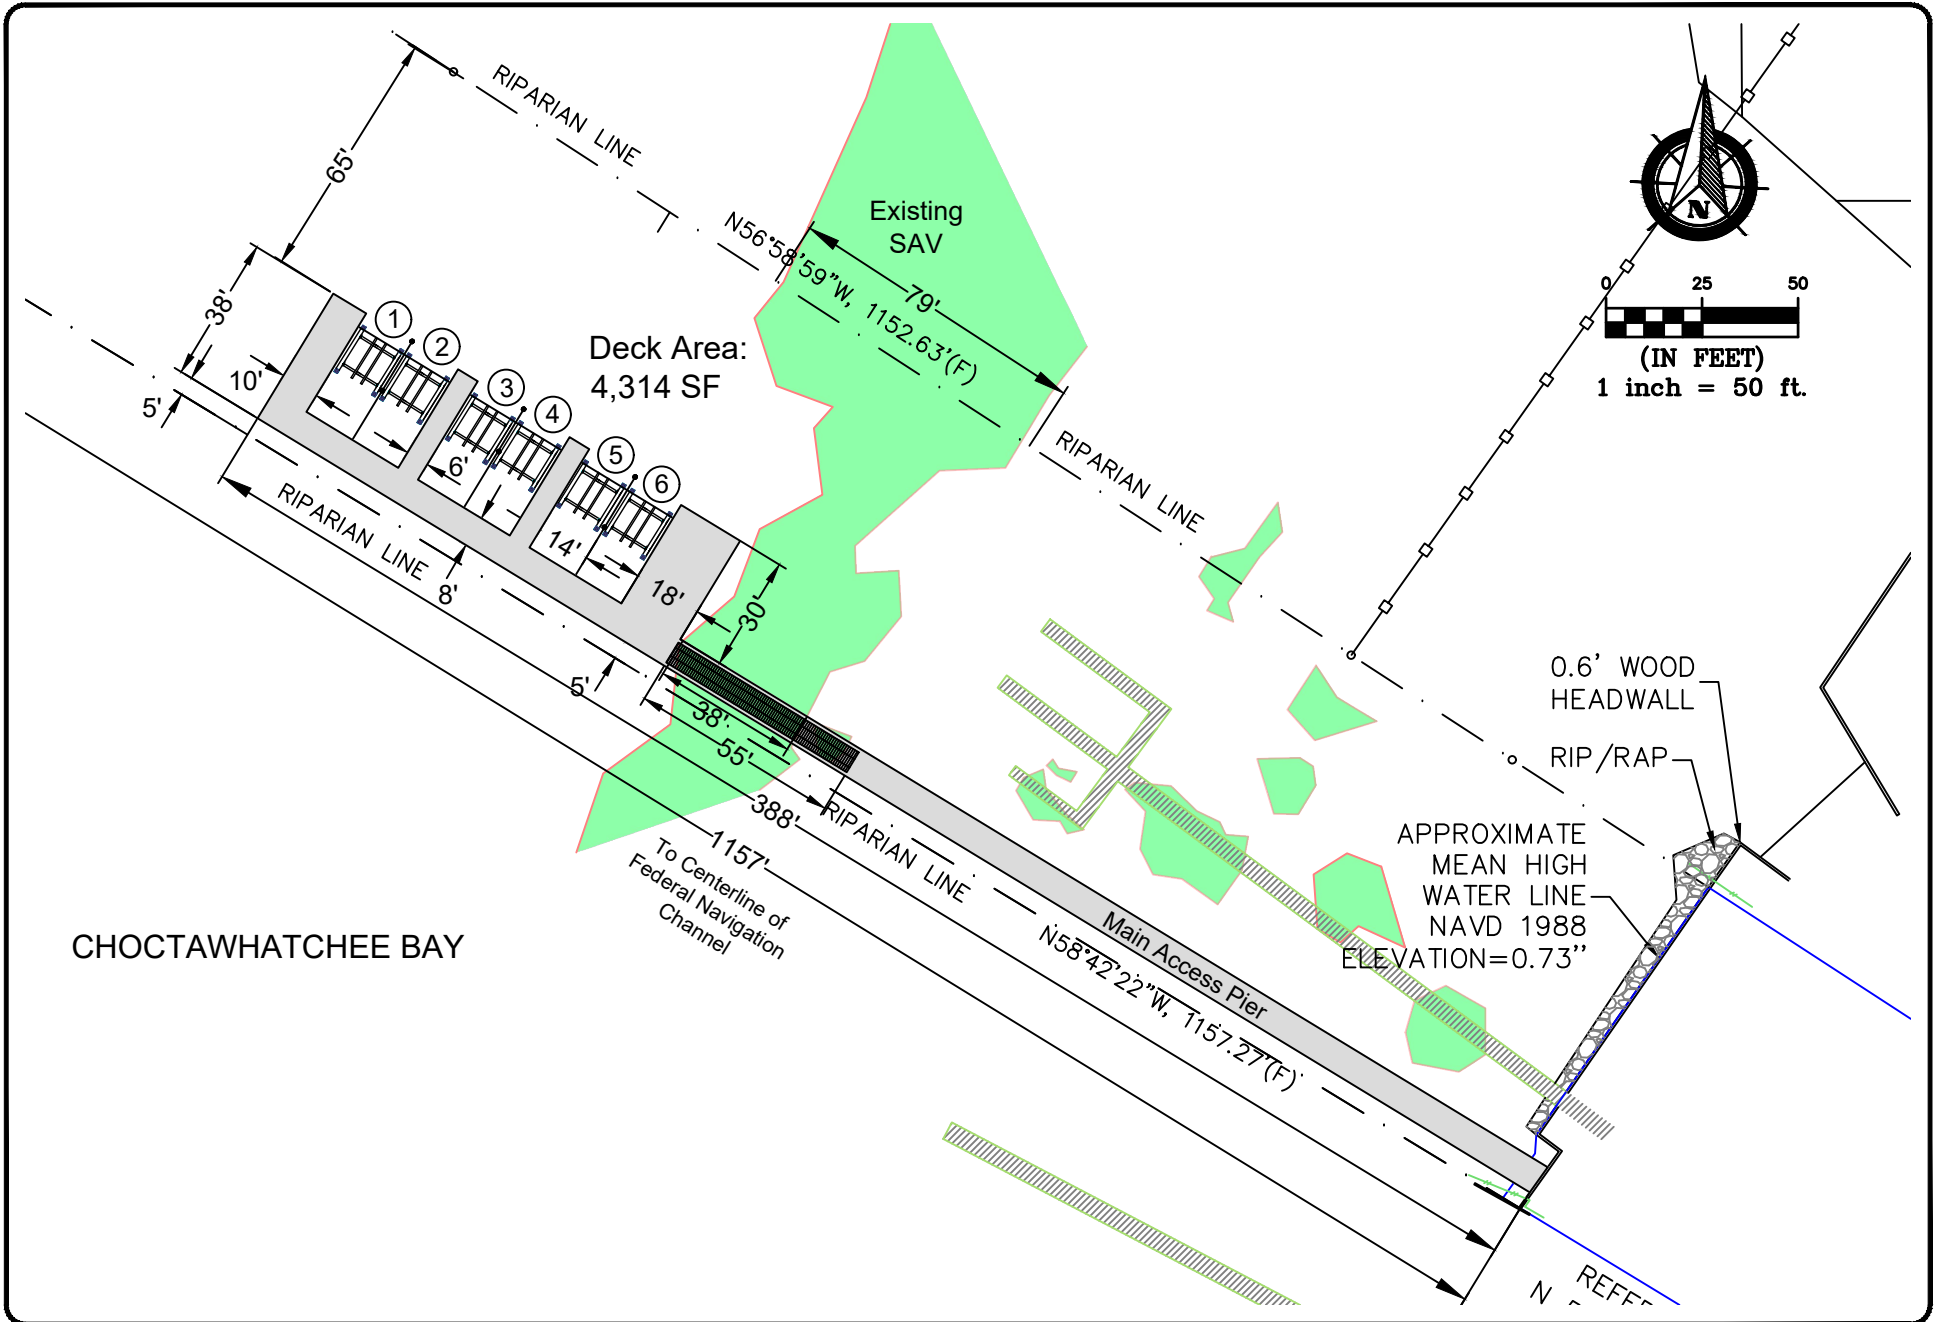 RIPARIAN LINE
65'
Existing
SAV
N
N56°58'59"W, 1152.63'(F)
79'
0 25 50
(IN FEET)
1 inch = 50 ft.
38'
1
2
3
4
5
6
Deck Area:
4,314 SF
10'
5'
6'
14'
18'
RIPARIAN LINE
8'
RIPARIAN LINE
30'
5'
38'
55'
388'
1157'
To Centerline of
Federal Navigation
Channel
RIPARIAN LINE
0.6' WOOD
HEADWALL
RIP/RAP
APPROXIMATE
MEAN HIGH
WATER LINE
NAVD 1988
ELEVATION=0.73"
CHOCTAWHATCHEE BAY
Main Access Pier
N58°42'22"W, 1157.27'(F)